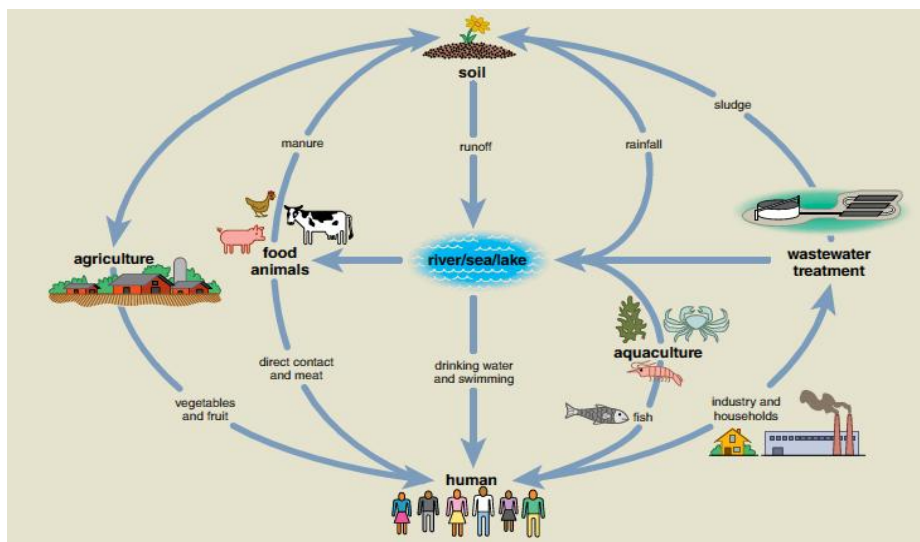 soil
sludge
manure
runoff
rainfall
agriculture
food
animals
river/sea/lake
wastewater
treatment
aquaculture
direct contact
and meat
drinking water
and swimming
vegetables
and fruit
fish
industry and
households
human